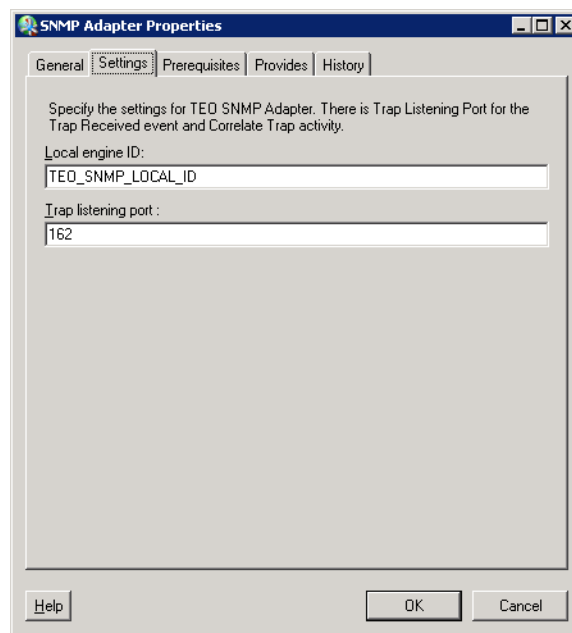 SNMP Adapter Properties
General Settings Prerequisites Provides History
Specify the settings for TEO SNMP Adapter. There is Trap Listening Port for the
Trap Received event and Correlate Trap activity.
Local engine ID:
TEO_SNMP_LOCAL_ID
Trap listening port :
162
Help OK Cancel